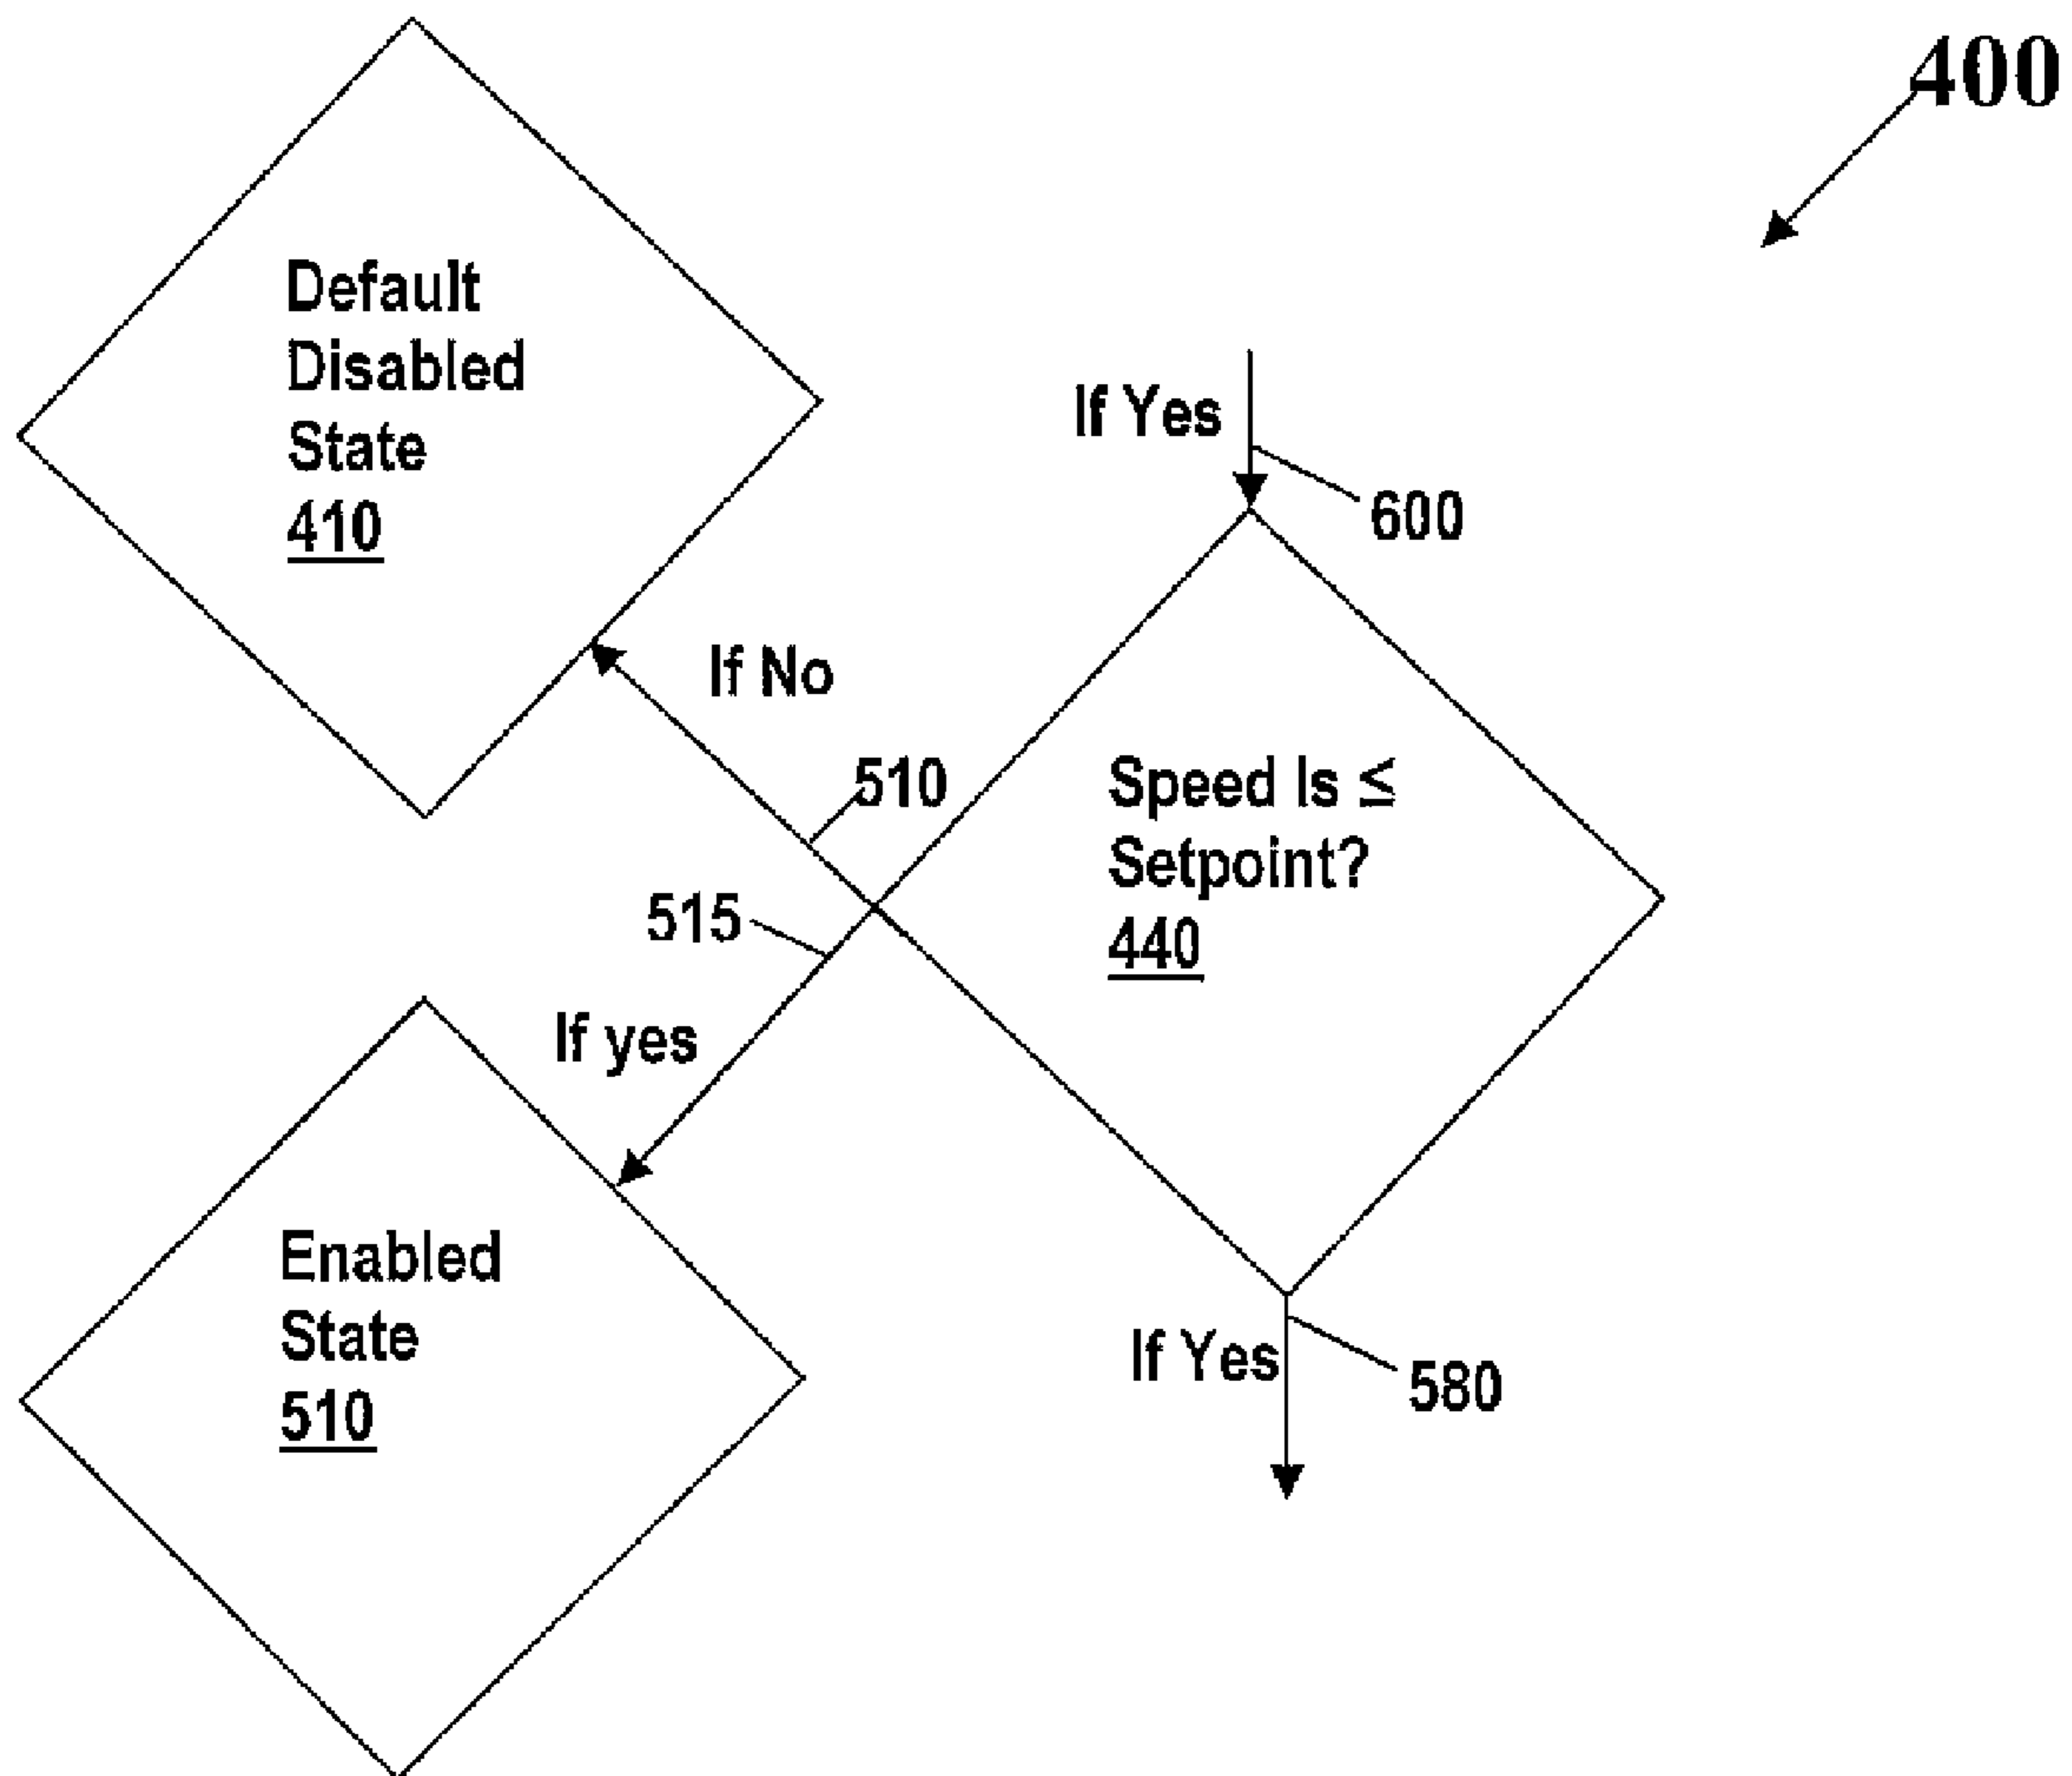 400
Default
Disabled
State
410
If Yes
600
If No
510
Speed Is ≤
Setpoint?
440
515
If yes
Enabled
State
510
If Yes
580